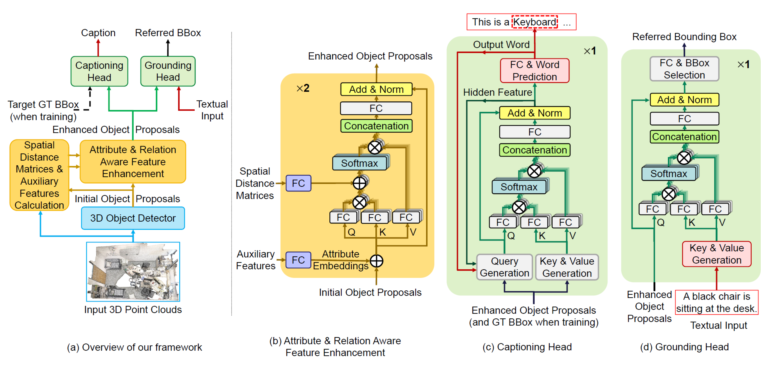 Caption
Referred BBox
Captioning
Head
Grounding
Head
Target GT BBox
(when training)
Textual
Input
Enhanced Object Proposals
Spatial
Distance
Matrices &
Auxiliary
Features
Calculation
Attribute & Relation
Aware Feature
Enhancement
Initial Object Proposals
3D Object Detector
Input 3D Point Clouds
(a) Overview of our framework
Enhanced Object Proposals
×2
Add & Norm
FC
Concatenation
Softmax
Spatial
Distance
Matrices
FC
FC
FC
FC
Q
K
V
Auxiliary
Features
FC
Attribute
Embeddings
Initial Object Proposals
(b) Attribute & Relation Aware
Feature Enhancement
This is a Keyboard ...
Output Word
×1
FC & Word
Prediction
Hidden Feature
Add & Norm
FC
Concatenation
Softmax
FC
FC
FC
Q
K
V
Query
Generation
Key & Value
Generation
Enhanced Object Proposals
(and GT BBox when training)
(c) Captioning Head
Referred Bounding Box
×1
FC & BBox
Selection
Add & Norm
FC
Concatenation
Softmax
FC
FC
FC
Q
K
V
Key & Value
Generation
Enhanced
Object
Proposals
A black chair is
sitting at the desk.
Textual Input
(d) Grounding Head